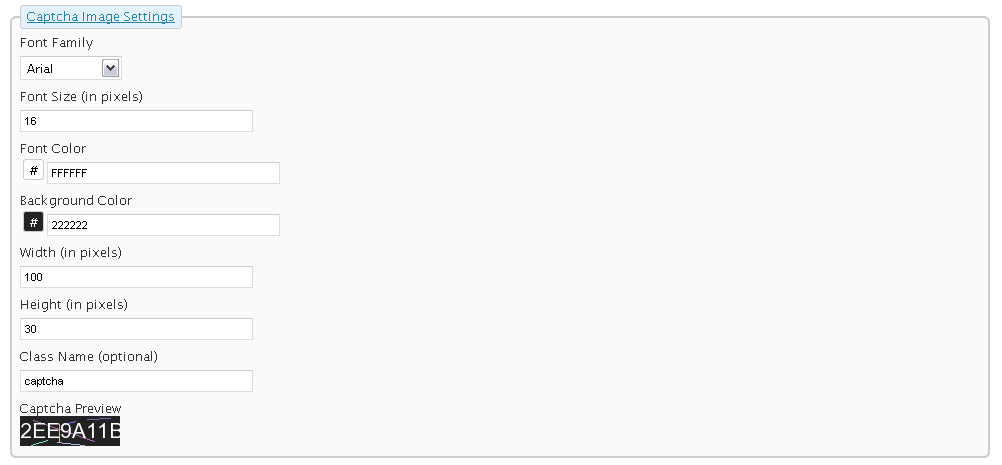 Captcha Image Settings
Font Family
Arial
Font Size (in pixels)
16
Font Color
# FFFFFF
Background Color
# 222222
Width (in pixels)
100
Height (in pixels)
30
Class Name (optional)
captcha
Captcha Preview
2EE9A11B